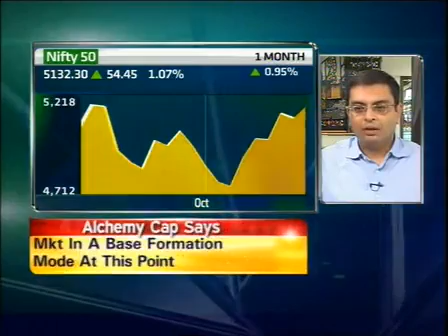 Nifty 50
1 MONTH
5132.30 ▲ 54.45 1.07%
▲ 0.95%
5,218
4,712
Oct
Alchemy Cap Says
Mkt In A Base Formation
Mode At This Point